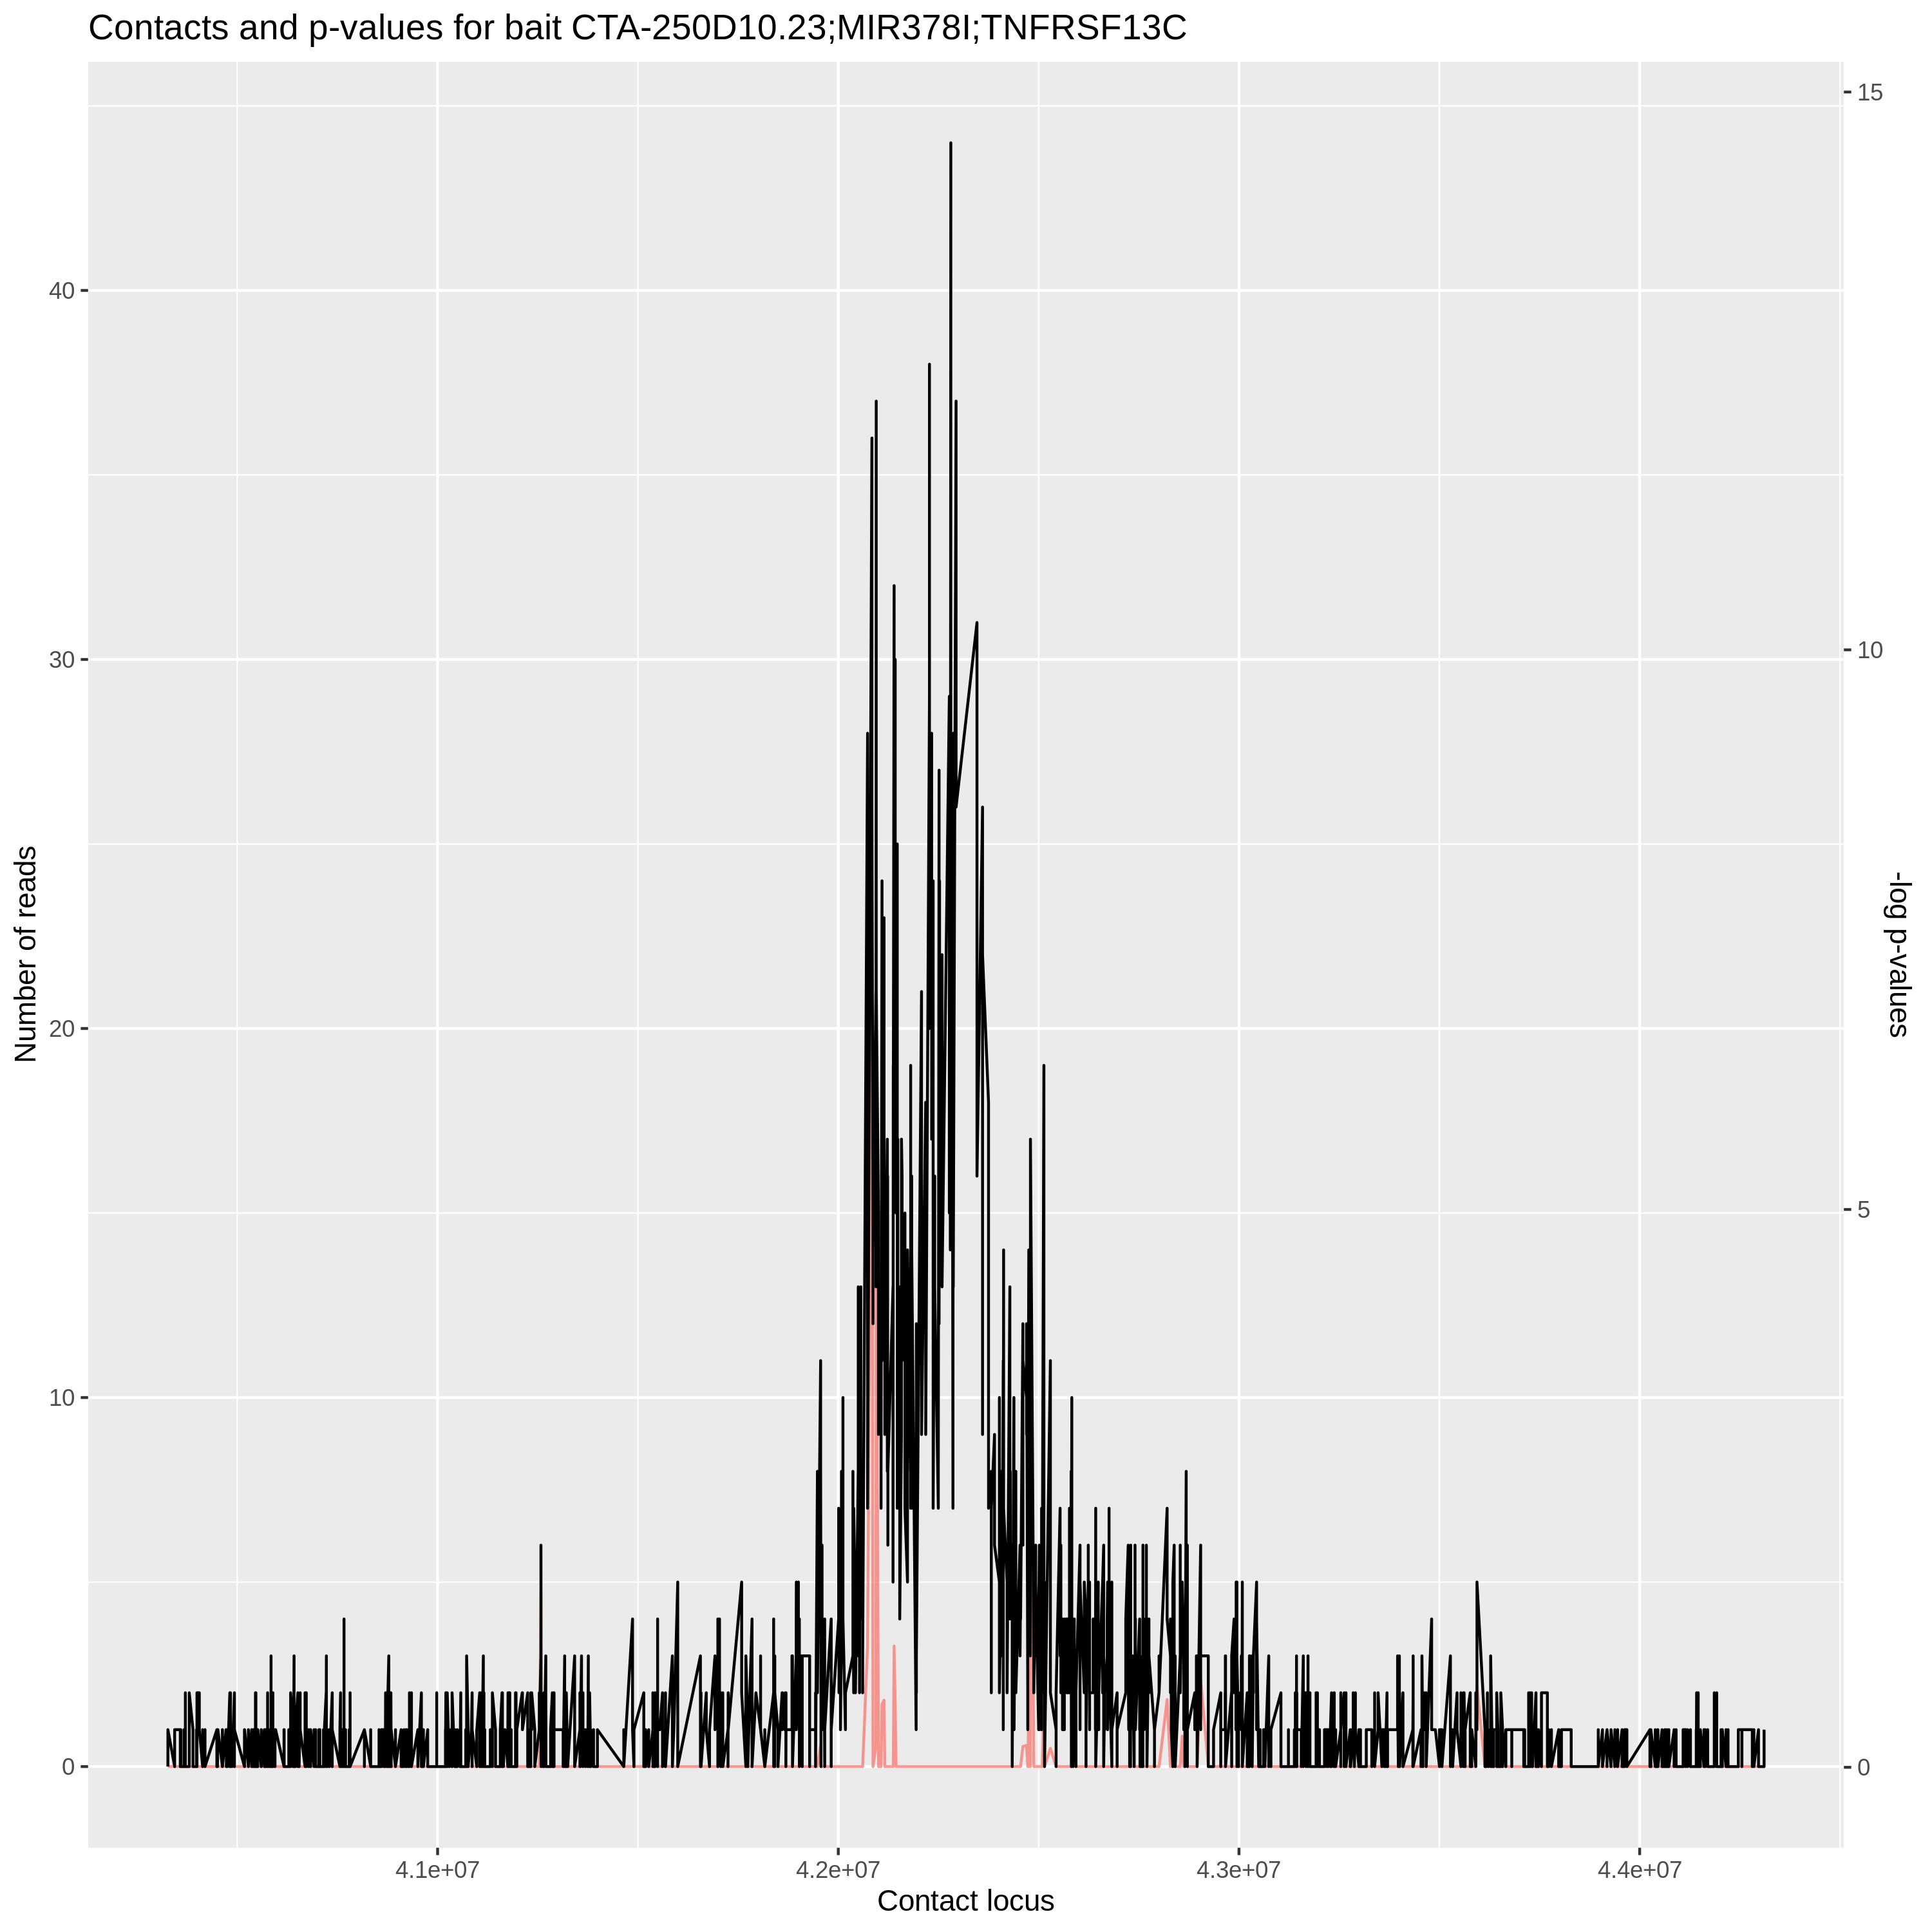 Contacts and p-values for bait CTA-250D10.23;MIR378I;TNFRSF13C
Number of reads
40
30
20
10
0
15
10
5
0
-log p-values
4.1e+07 4.2e+07 4.3e+07 4.4e+07
Contact locus